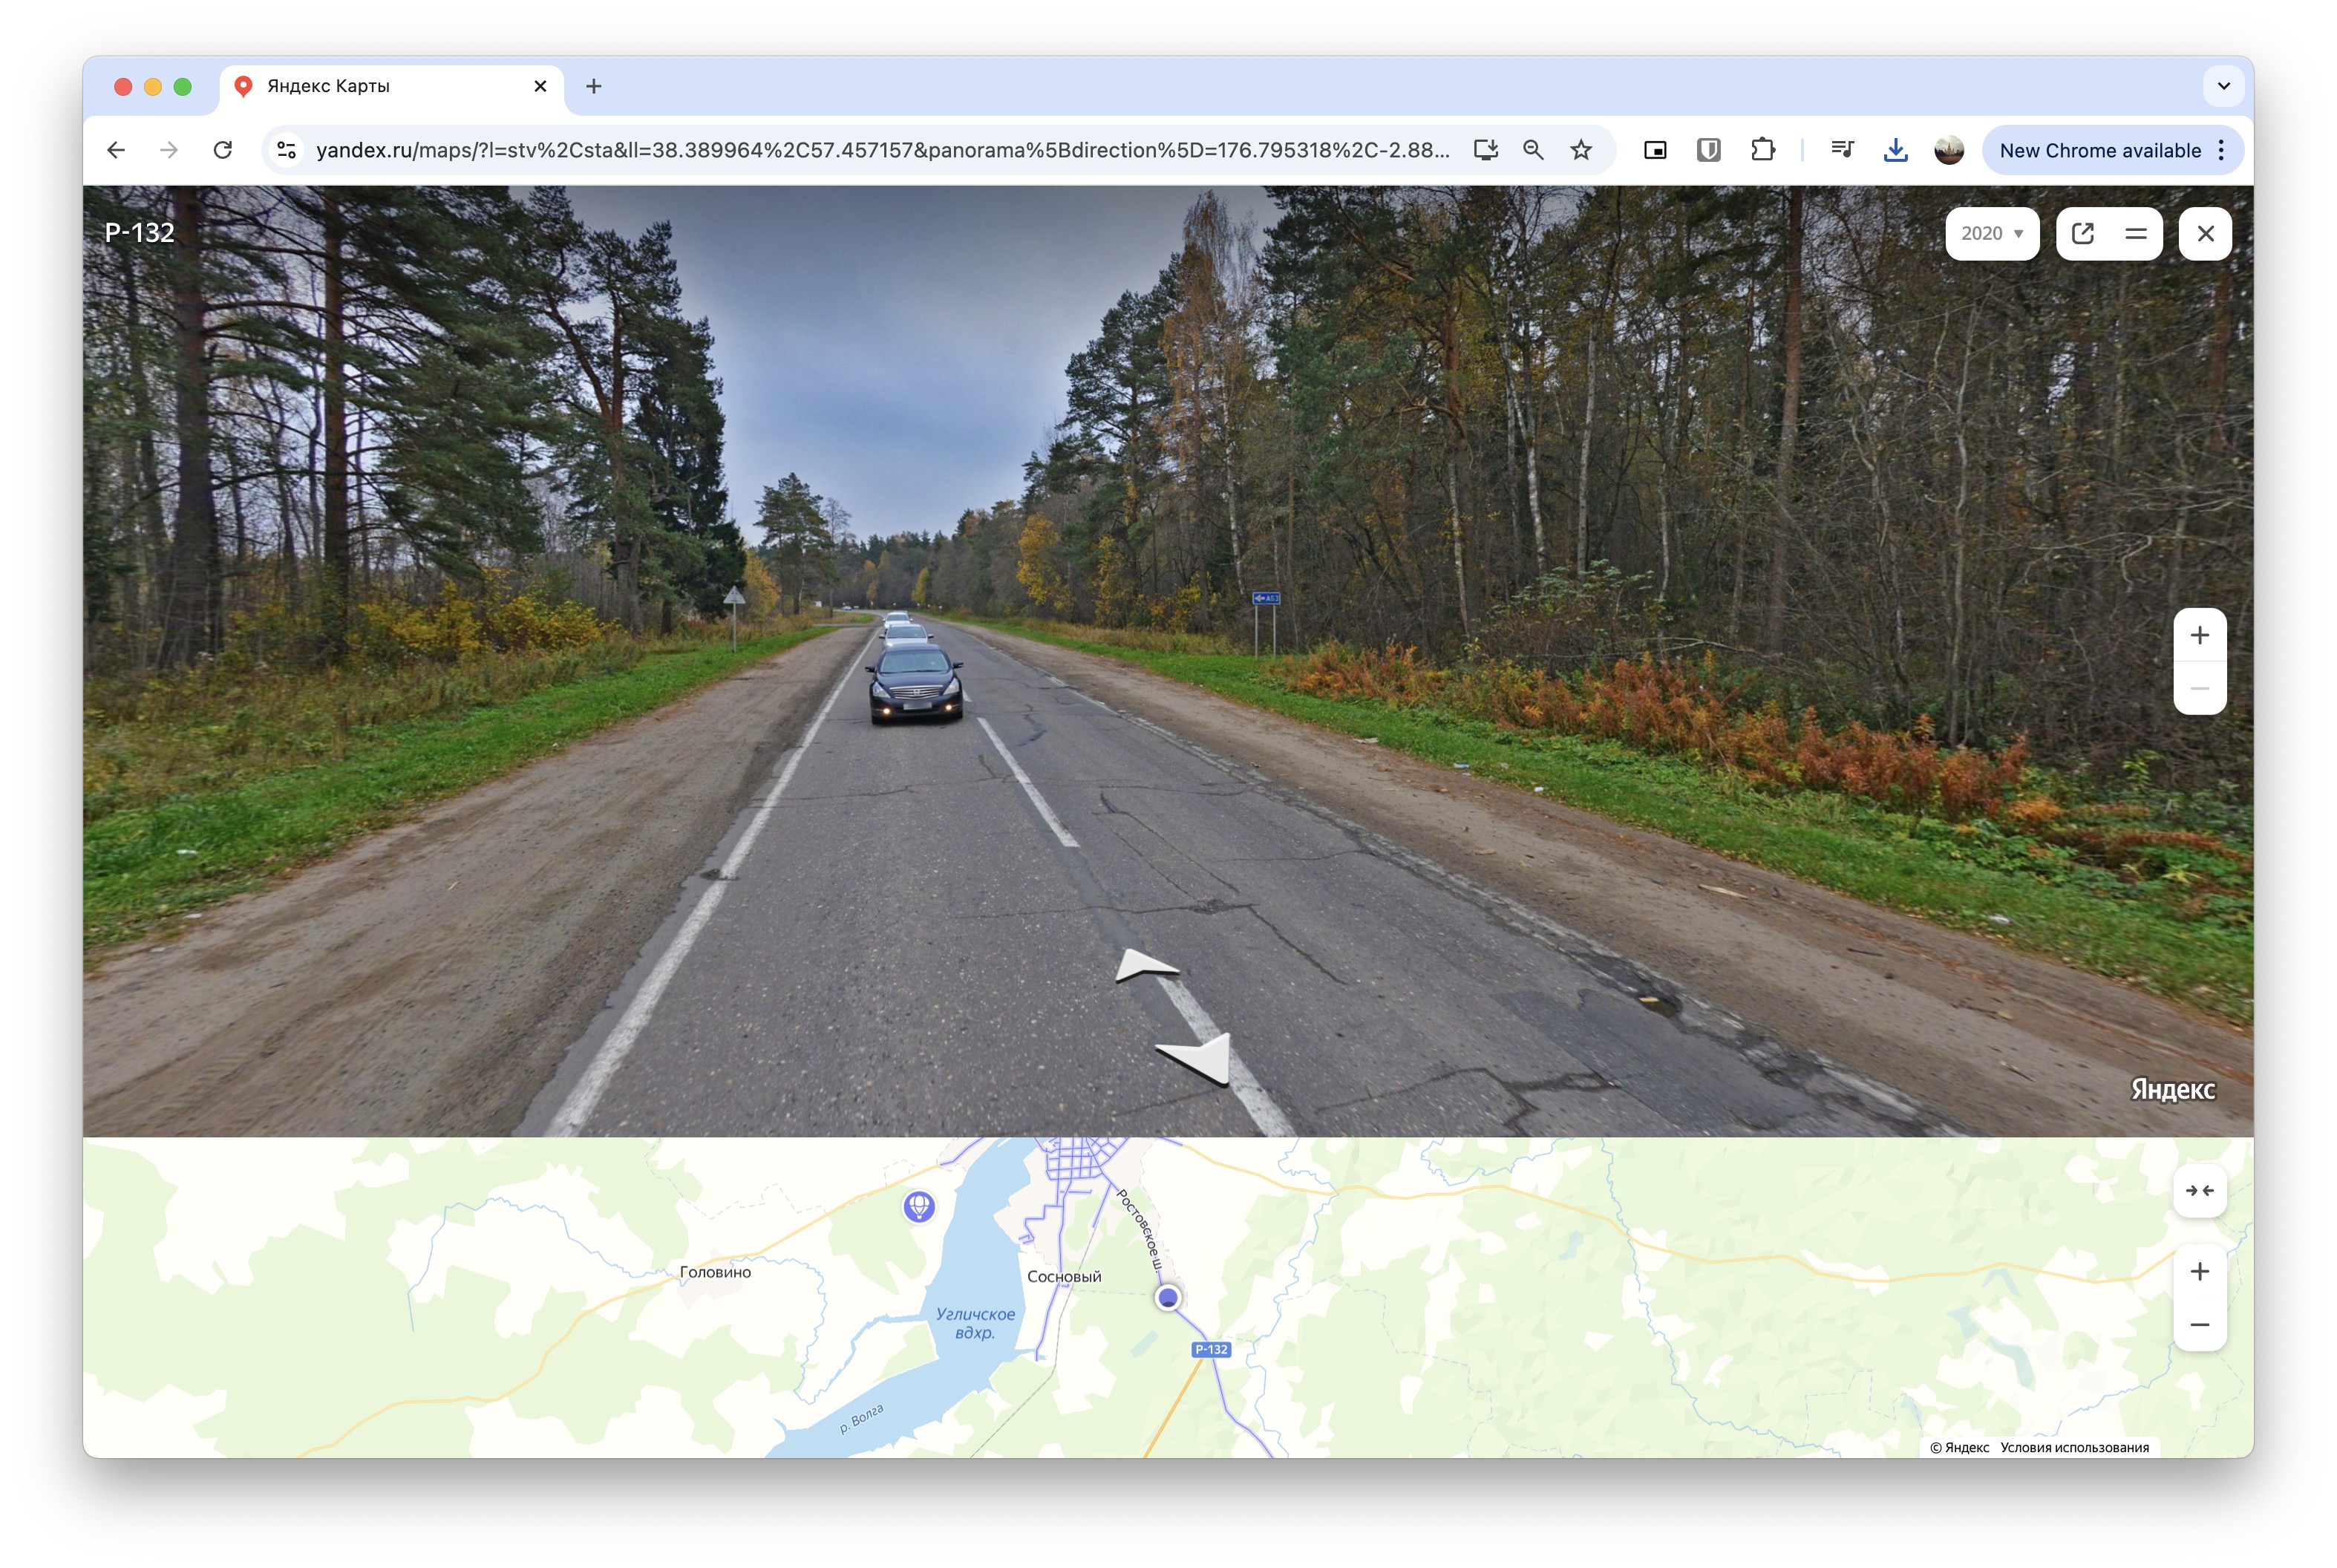 Яндекс Карты
yandex.ru/maps/?l=stv%2Csta&ll=38.389964%2C57.457157&panorama%5Bdirection%5D=176.795318%2C-2.88...
New Chrome available
P-132
2020
Яндекс
Ростовское ш.
Головино
Сосновый
Угличское
вдхр.
P-132
р. Волга
© Яндекс Условия использования